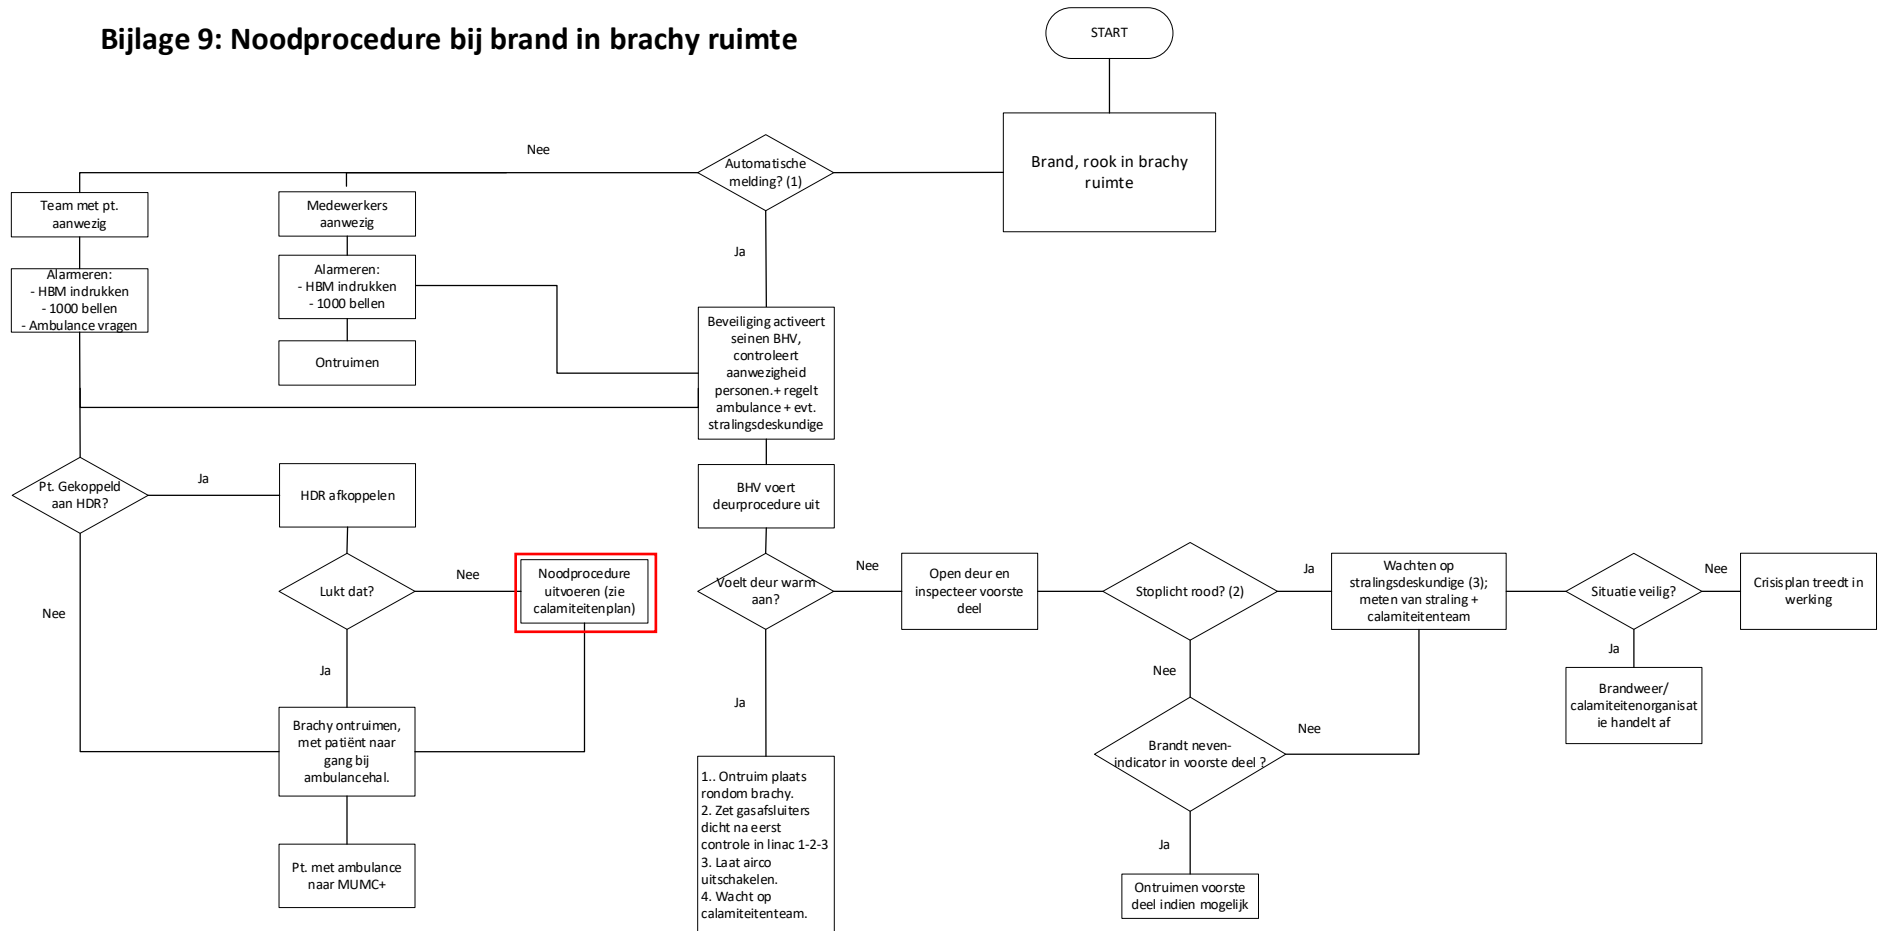 Bijlage 9: Noodprocedure bij brand in brachy ruimte
START
Brand, rook in brachy
ruimte
Automatische
melding? (1)
Nee
Ja
Team met pt.
aanwezig
Medewerkers
aanwezig
Alarmeren:
- HBM indrukken
- 1000 bellen
- Ambulance vragen
Alarmeren:
- HBM indrukken
- 1000 bellen
Ontruimen
Beveiliging activeert
seinen BHV,
controleert
aanwezigheid
personen.+ regelt
ambulance + evt.
stralingsdeskundige
Pt. Gekoppeld
aan HDR?
Ja
Nee
HDR afkoppelen
Lukt dat?
Nee
Ja
Noodprocedure
uitvoeren (zie
calamiteitenplan)
Brachy ontruimen,
met patiënt naar
gang bij
ambulancehal.
Pt. met ambulance
naar MUMC+
BHV voert
deurprocedure uit
Voelt deur warm
aan?
Nee
Ja
1.. Ontruim plaats
rondom brachy.
2. Zet gasafsluiters
dicht na eerst
controle in linac 1-2-3
3. Laat airco
uitschakelen.
4. Wacht op
calamiteitenteam.
Open deur en
inspecteer voorste
deel
Stoplicht rood? (2)
Ja
Nee
Wachten op
stralingsdeskundige (3);
meten van straling +
calamiteitenteam
Brandt neven-
indicator in voorste deel ?
Nee
Ja
Ontruimen voorste
deel indien mogelijk
Situatie veilig?
Nee
Ja
Crisisplan treedt in
werking
Brandweer/
calamiteitenorganisat
ie handelt af